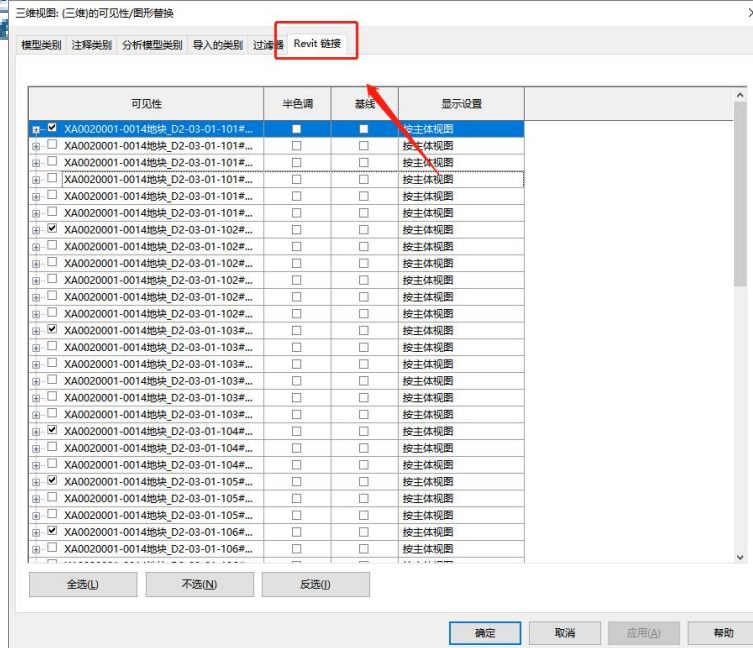 三维视图: {三维}的可见性/图形替换
模型类别 注释类别 分析模型类别 导入的类别 过滤器 Revit 链接
可见性 半色调 基线 显示设置
XA0020001-0014地块_D2-03-01-101#... 按主体视图
XA0020001-0014地块_D2-03-01-101#... 按主体视图
XA0020001-0014地块_D2-03-01-101#... 按主体视图
XA0020001-0014地块_D2-03-01-101#... 按主体视图
XA0020001-0014地块_D2-03-01-101#... 按主体视图
XA0020001-0014地块_D2-03-01-101#... 按主体视图
XA0020001-0014地块_D2-03-01-102#... 按主体视图
XA0020001-0014地块_D2-03-01-102#... 按主体视图
XA0020001-0014地块_D2-03-01-102#... 按主体视图
XA0020001-0014地块_D2-03-01-102#... 按主体视图
XA0020001-0014地块_D2-03-01-102#... 按主体视图
XA0020001-0014地块_D2-03-01-102#... 按主体视图
XA0020001-0014地块_D2-03-01-103#... 按主体视图
XA0020001-0014地块_D2-03-01-103#... 按主体视图
XA0020001-0014地块_D2-03-01-103#... 按主体视图
XA0020001-0014地块_D2-03-01-103#... 按主体视图
XA0020001-0014地块_D2-03-01-103#... 按主体视图
XA0020001-0014地块_D2-03-01-103#... 按主体视图
XA0020001-0014地块_D2-03-01-104#... 按主体视图
XA0020001-0014地块_D2-03-01-104#... 按主体视图
XA0020001-0014地块_D2-03-01-104#... 按主体视图
XA0020001-0014地块_D2-03-01-105#... 按主体视图
XA0020001-0014地块_D2-03-01-105#... 按主体视图
XA0020001-0014地块_D2-03-01-105#... 按主体视图
XA0020001-0014地块_D2-03-01-106#... 按主体视图
XA0020001-0014地块_D2-03-01-106#... 按主体视图
全选(L) 不选(N) 反选(I)
确定 取消 应用(A) 帮助